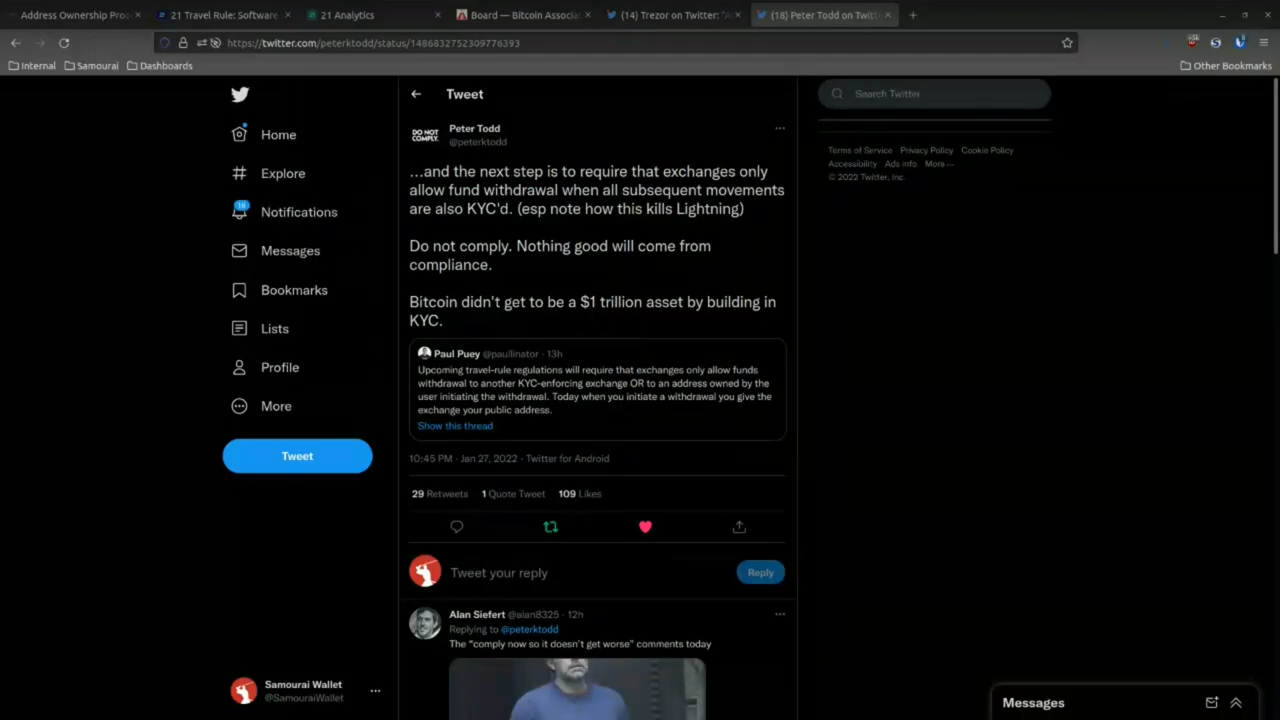 Address Ownership Proo
21 Travel Rule: Software
21 Analytics
Board — Bitcoin Associa
(14) Trezor on Twitter: "
(18) Peter Todd on Twitt
https://twitter.com/peterktodd/status/1486832752309776393
Internal
Samourai
Dashboards
Other Bookmarks
Home
Explore
18
Notifications
Messages
Bookmarks
Lists
Profile
More
Tweet
Samourai Wallet
@SamouraiWallet
Tweet
DO NOT
COMPLY.
Peter Todd
@peterktodd
…and the next step is to require that exchanges only
allow fund withdrawal when all subsequent movements
are also KYC'd. (esp note how this kills Lightning)
Do not comply. Nothing good will come from
compliance.
Bitcoin didn't get to be a $1 trillion asset by building in
KYC.
Paul Puey @paullinator · 13h
Upcoming travel-rule regulations will require that exchanges only allow funds
withdrawal to another KYC-enforcing exchange OR to an address owned by the
user initiating the withdrawal. Today when you initiate a withdrawal you give the
exchange your public address.
Show this thread
10:45 PM · Jan 27, 2022 · Twitter for Android
29 Retweets 1 Quote Tweet 109 Likes
Tweet your reply
Reply
Alan Siefert @alan8325 · 12h
Replying to @peterktodd
The “comply now so it doesn’t get worse” comments today
Search Twitter
Terms of Service Privacy Policy Cookie Policy
Accessibility Ads info More ···
© 2022 Twitter, Inc.
Messages